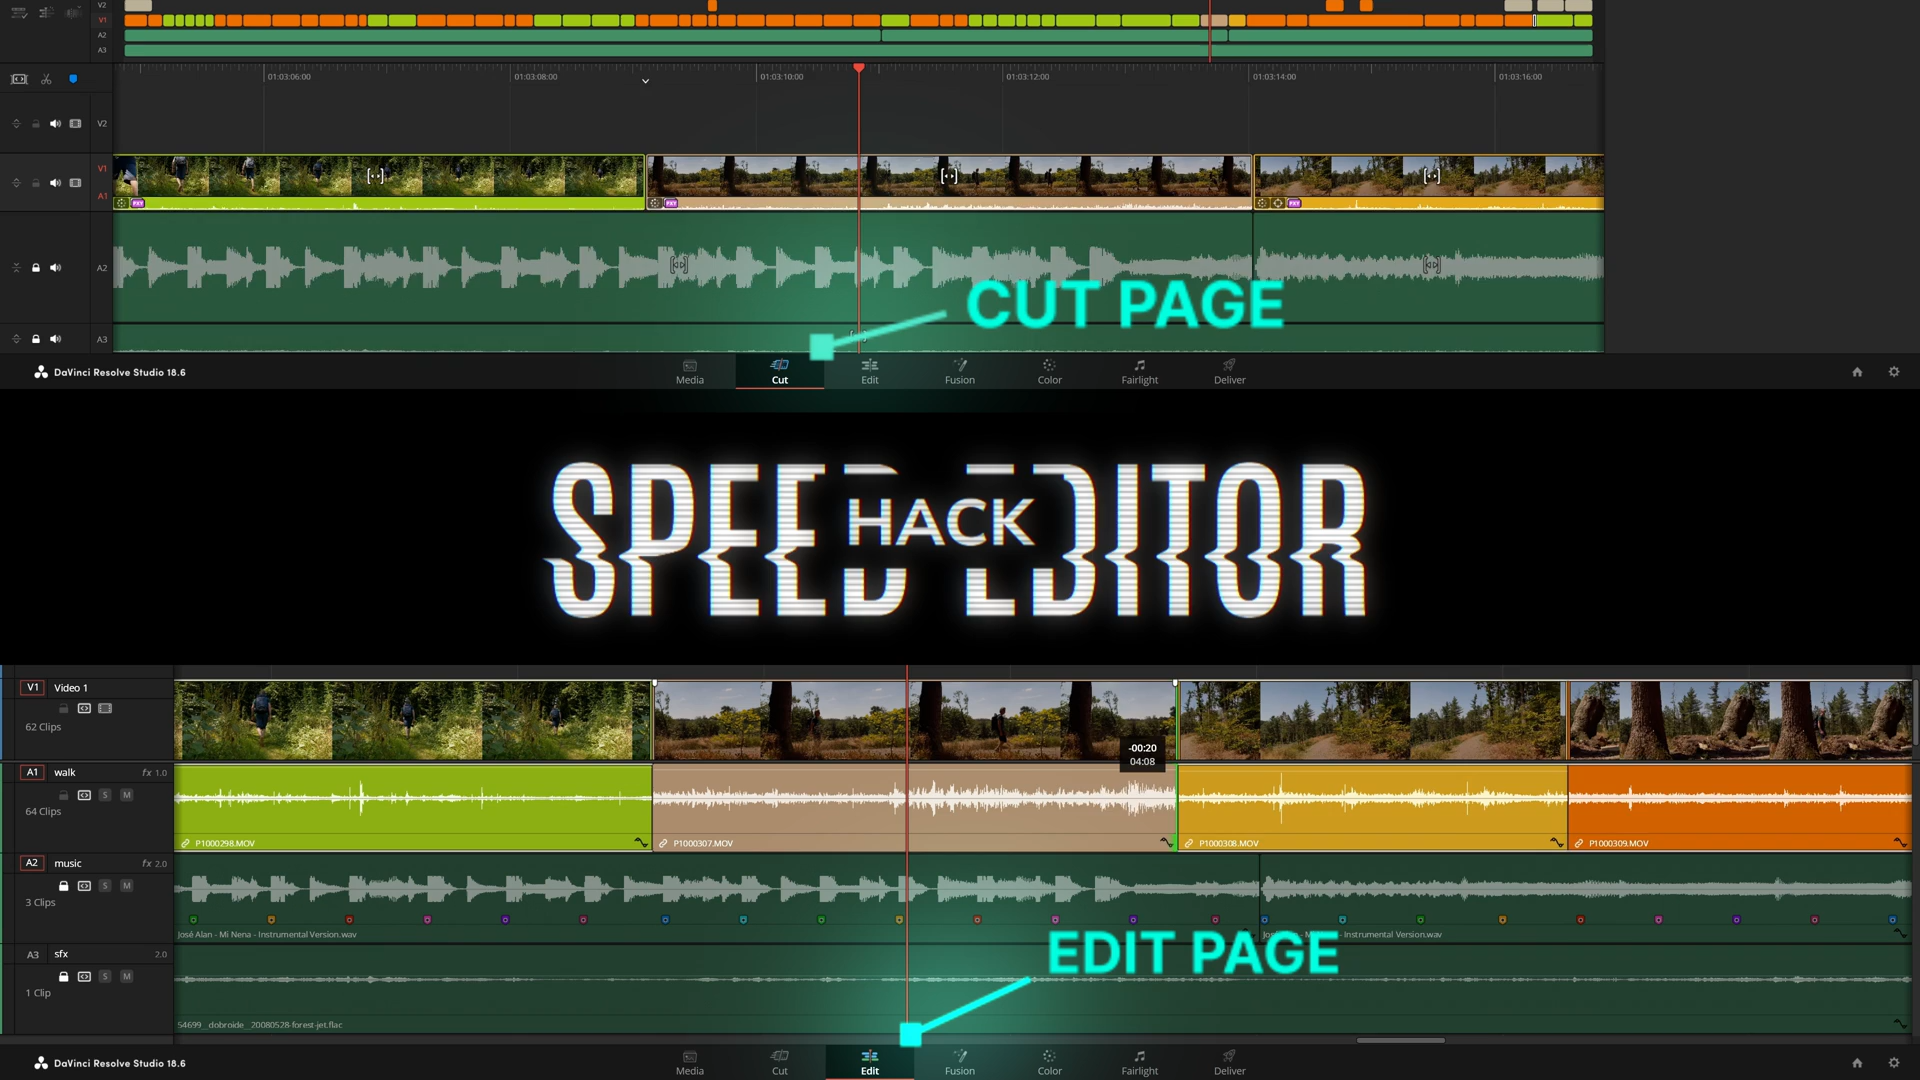 V2
V1
A2
A3
01:03:06:00 01:03:08:00 01:03:10:00 01:03:12:00 01:03:14:00 01:03:16:00
V2
V1
A1
PXY PXY PXY
A2
CUT PAGE
A3
DaVinci Resolve Studio 18.6
Media Cut Edit Fusion Color Fairlight Deliver
SPEED EDITOR
HACK
V1 Video 1
62 Clips
-00:20
04:08
A1 walk fx 1.0
S M
64 Clips
P1000298.MOV P1000307.MOV P1000308.MOV P1000309.MOV
A2 music fx 2.0
S M
3 Clips
José Alan - Mi Nena - Instrumental Version.wav - Instrumental Version.wav
EDIT PAGE
A3 sfx 2.0
S M
1 Clip
54699__dobroide__20080528-forest-jet.flac
DaVinci Resolve Studio 18.6
Media Cut Edit Fusion Color Fairlight Deliver